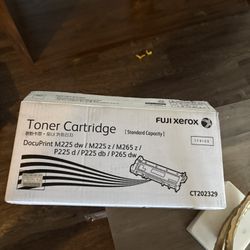 FUJI XEROX
Toner Cartridge
[Standard Capacity]
DocuPrint M225 dw / M225 z / M265 z /
P225 d / P225 db / P265 dw
CT202329